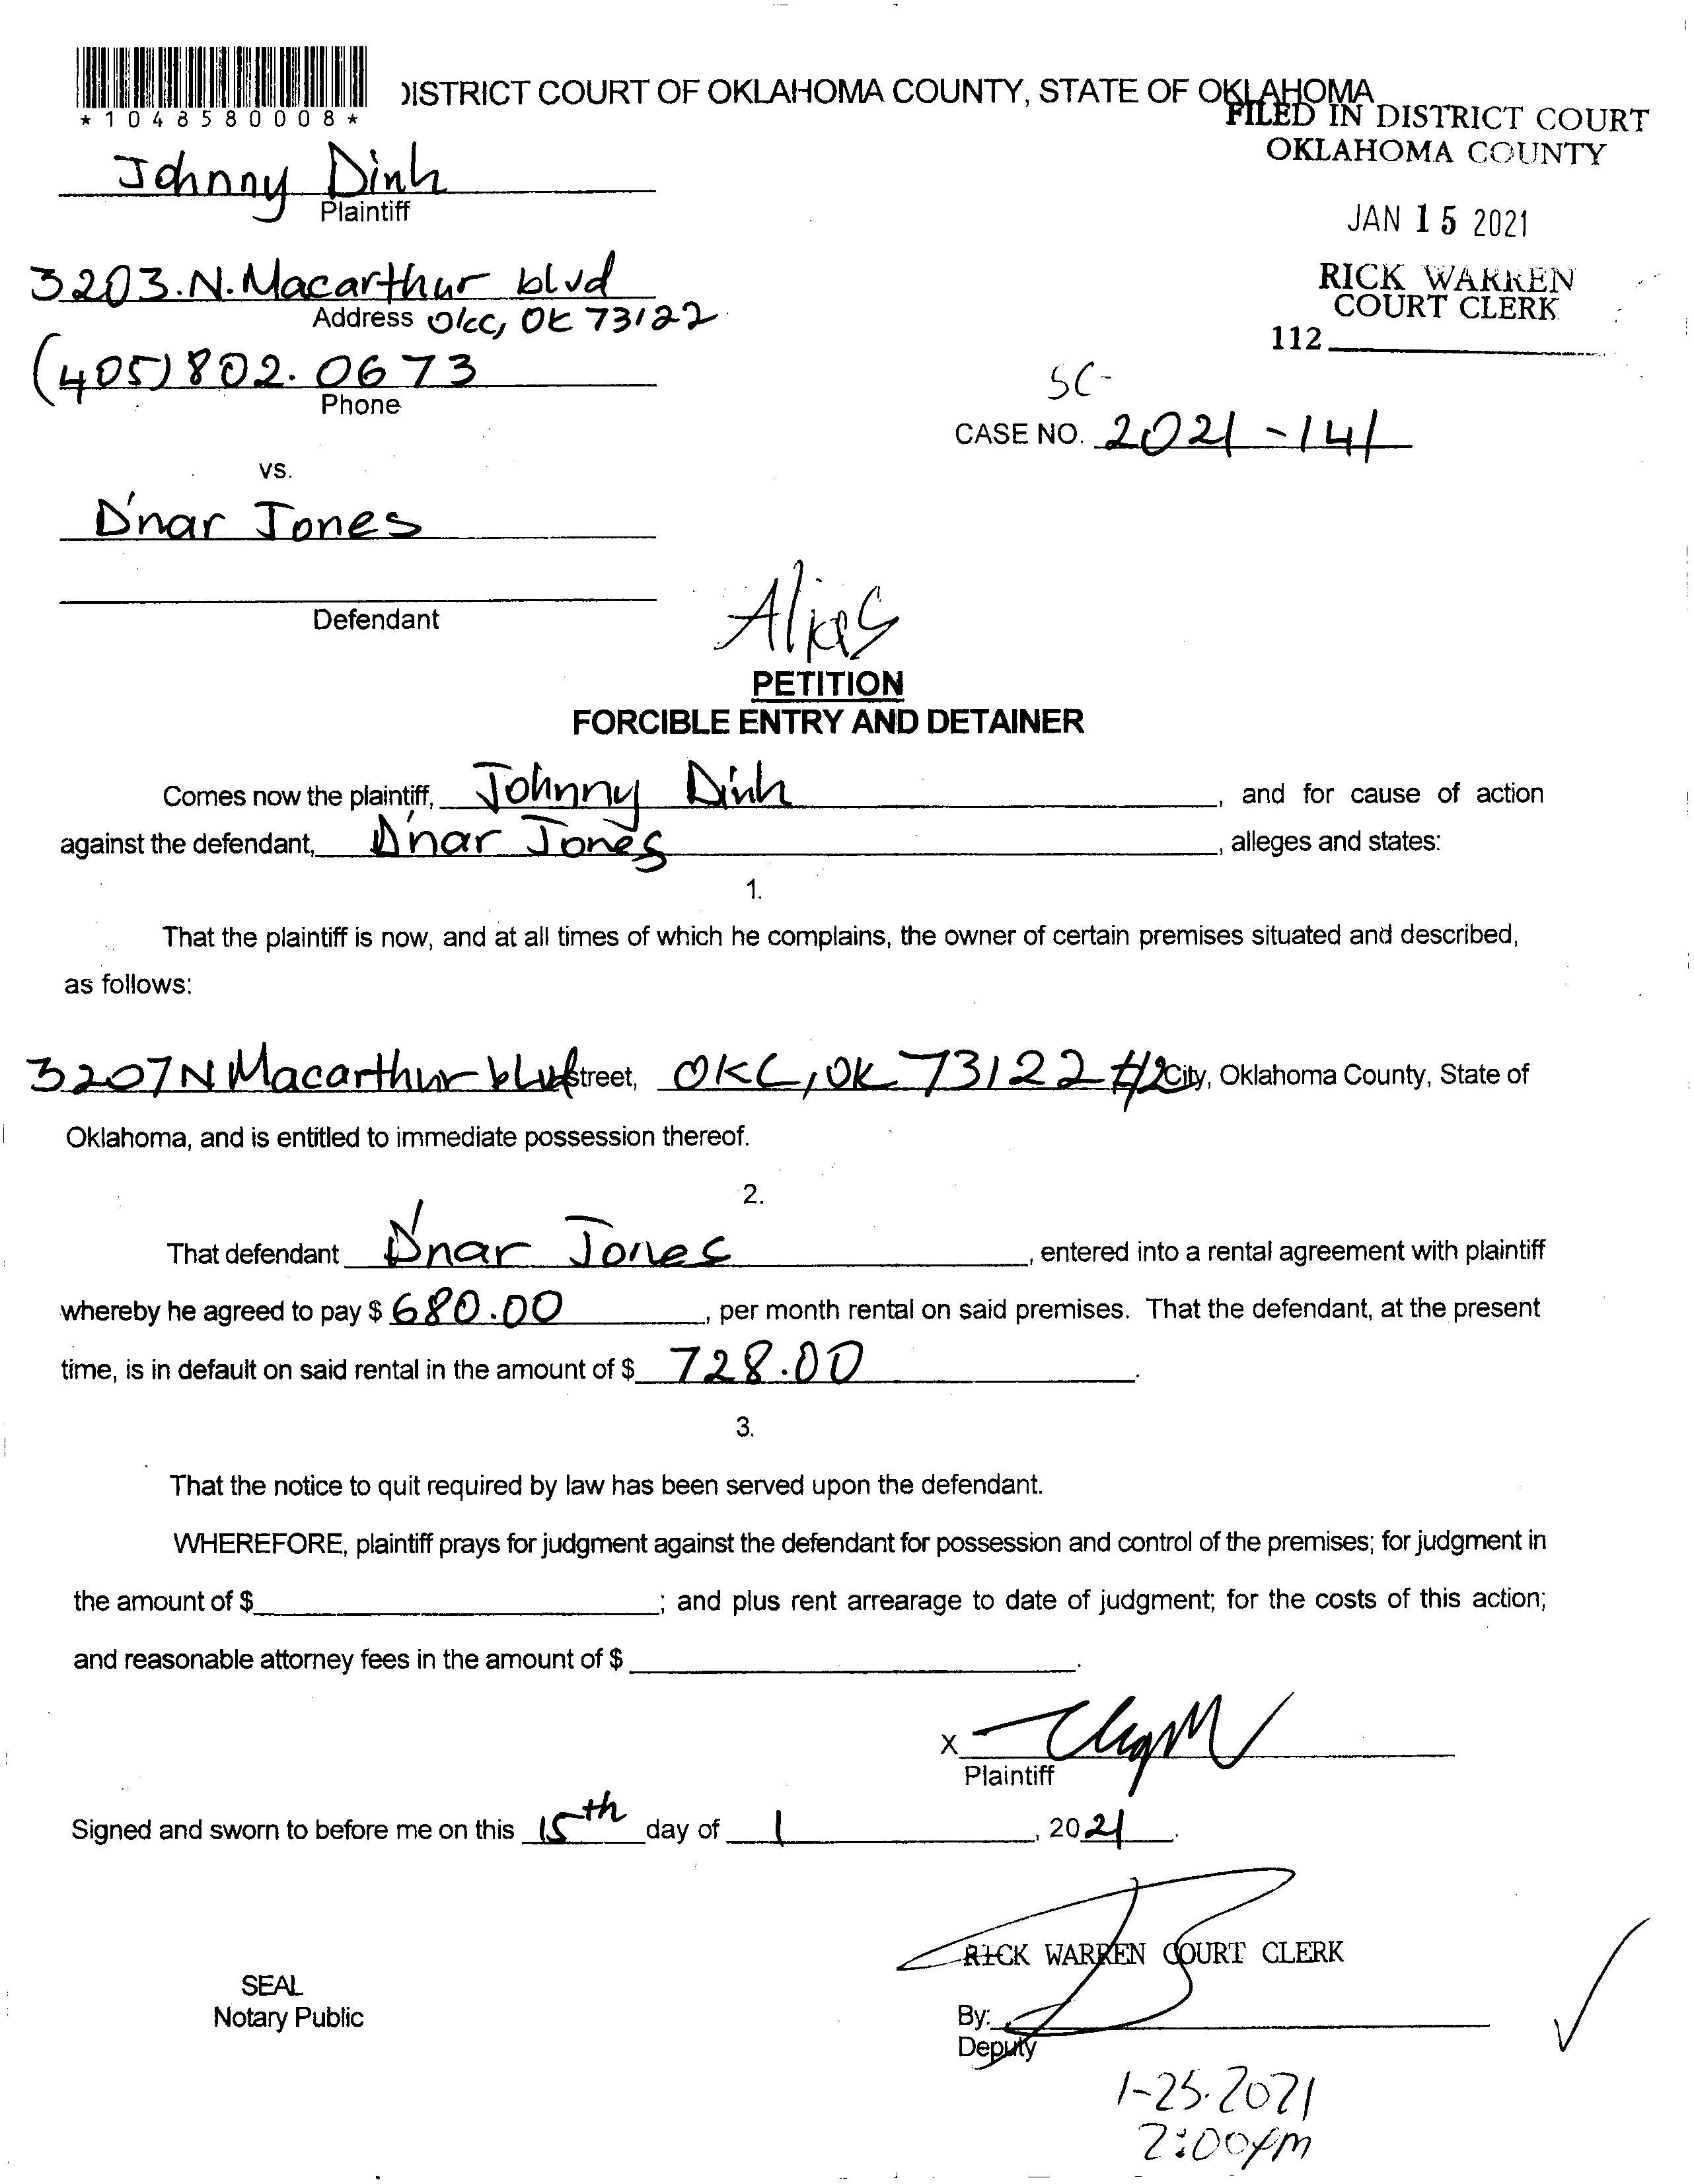 *1048580008*
DISTRICT COURT OF OKLAHOMA COUNTY, STATE OF OKLAHOMA
FILED IN DISTRICT COURT
OKLAHOMA COUNTY
Johnny Dinh
Plaintiff
JAN 15 2021
3203.N.Macarthur blvd
Address OKC, OK 73122
RICK WARREN
COURT CLERK
112
(405)802.0673
Phone
SC-
CASE NO. 2021-141
VS.
D'nar Jones
Defendant
Alias
PETITION
FORCIBLE ENTRY AND DETAINER
Comes now the plaintiff, Johnny Dinh, and for cause of action
against the defendant, D'nar Jones, alleges and states:
1.
That the plaintiff is now, and at all times of which he complains, the owner of certain premises situated and described,
as follows:
3207 N Macarthur blvd Street, OKC, OK 73122 #2 City, Oklahoma County, State of
Oklahoma, and is entitled to immediate possession thereof.
2.
That defendant D'nar Jones, entered into a rental agreement with plaintiff
whereby he agreed to pay $ 680.00, per month rental on said premises. That the defendant, at the present
time, is in default on said rental in the amount of $ 728.00.
3.
That the notice to quit required by law has been served upon the defendant.
WHEREFORE, plaintiff prays for judgment against the defendant for possession and control of the premises; for judgment in
the amount of $; and plus rent arrearage to date of judgment; for the costs of this action;
and reasonable attorney fees in the amount of $.
X
Plaintiff
Signed and sworn to before me on this 15th day of 1, 2021.
RICK WARREN COURT CLERK
SEAL
Notary Public
By:
Deputy
1-25-2021
2:00pm